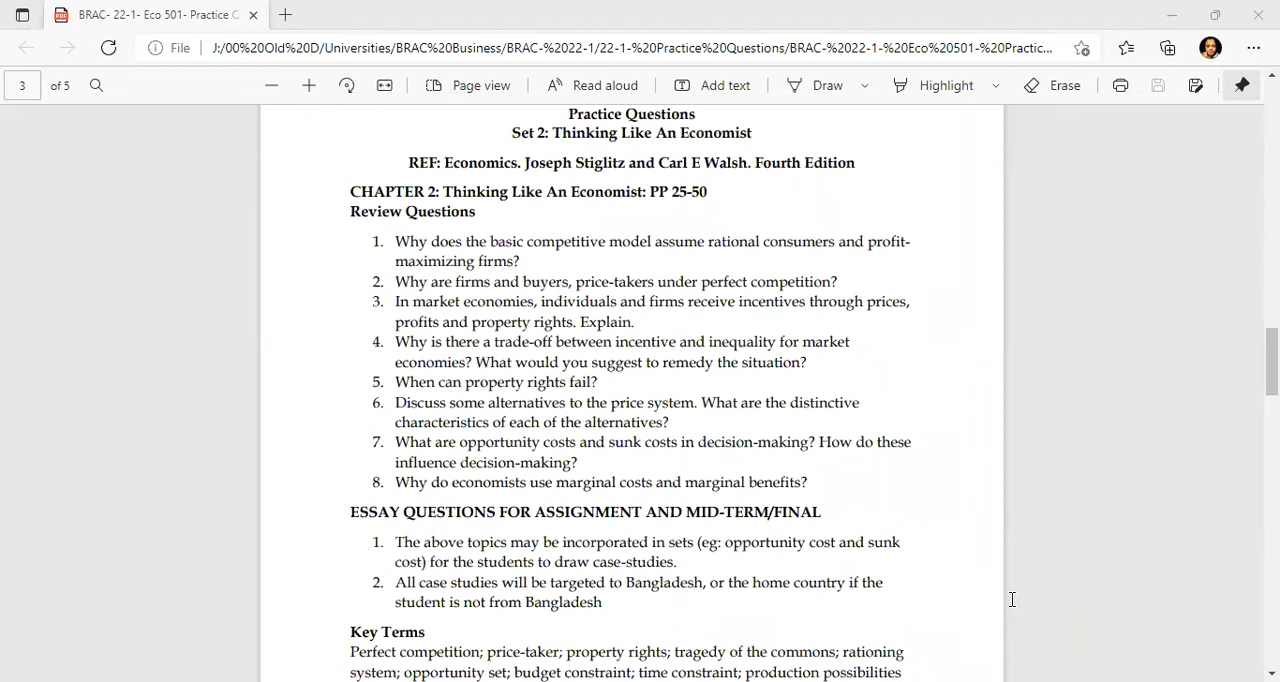 BRAC- 22-1- Eco 501- Practice C
File
J:/00%20Old%20D/Universities/BRAC%20Business/BRAC-%2022-1/22-1-%20Practice%20Questions/BRAC-%2022-1-%20Eco%20501-%20Practic...
3 of 5
Page view
Read aloud
Add text
Draw
Highlight
Erase
Practice Questions
Set 2: Thinking Like An Economist
REF: Economics. Joseph Stiglitz and Carl E Walsh. Fourth Edition
CHAPTER 2: Thinking Like An Economist: PP 25-50
Review Questions
1. Why does the basic competitive model assume rational consumers and profit-
maximizing firms?
2. Why are firms and buyers, price-takers under perfect competition?
3. In market economies, individuals and firms receive incentives through prices,
profits and property rights. Explain.
4. Why is there a trade-off between incentive and inequality for market
economies? What would you suggest to remedy the situation?
5. When can property rights fail?
6. Discuss some alternatives to the price system. What are the distinctive
characteristics of each of the alternatives?
7. What are opportunity costs and sunk costs in decision-making? How do these
influence decision-making?
8. Why do economists use marginal costs and marginal benefits?
ESSAY QUESTIONS FOR ASSIGNMENT AND MID-TERM/FINAL
1. The above topics may be incorporated in sets (eg: opportunity cost and sunk
cost) for the students to draw case-studies.
2. All case studies will be targeted to Bangladesh, or the home country if the
student is not from Bangladesh
Key Terms
Perfect competition; price-taker; property rights; tragedy of the commons; rationing
system; opportunity set; budget constraint; time constraint; production possibilities